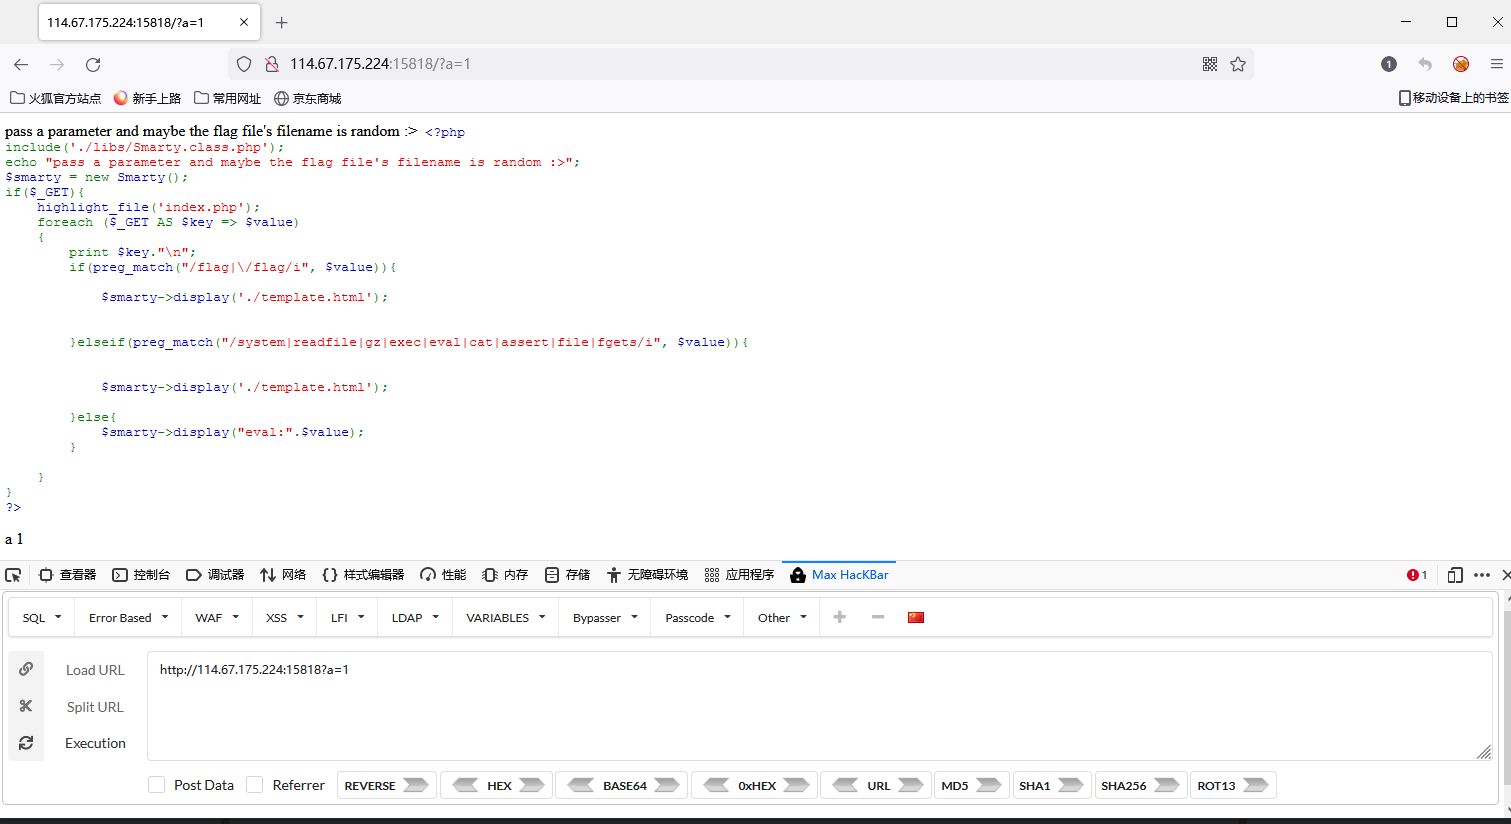 114.67.175.224:15818/?a=1
114.67.175.224:15818/?a=1
1
火狐官方站点 新手上路 常用网址 京东商城 移动设备上的书签
pass a parameter and maybe the flag file's filename is random :> <?php
include('./libs/Smarty.class.php');
echo "pass a parameter and maybe the flag file's filename is random :>";
$smarty = new Smarty();
if($_GET){
    highlight_file('index.php');
    foreach ($_GET AS $key => $value)
    {
        print $key."\n";
        if(preg_match("/flag|\/flag/i", $value)){
            $smarty->display('./template.html');
        }elseif(preg_match("/system|readfile|gz|exec|eval|cat|assert|file|fgets/i", $value)){
            $smarty->display('./template.html');
        }else{
            $smarty->display("eval:".$value);
        }
    }
}
?>
a 1
查看器 控制台 调试器 网络 样式编辑器 性能 内存 存储 无障碍环境 应用程序 Max HacKBar 1
SQL Error Based WAF XSS LFI LDAP VARIABLES Bypasser Passcode Other
Load URL http://114.67.175.224:15818?a=1
Split URL
Execution
Post Data Referrer REVERSE HEX BASE64 0xHEX URL MD5 SHA1 SHA256 ROT13